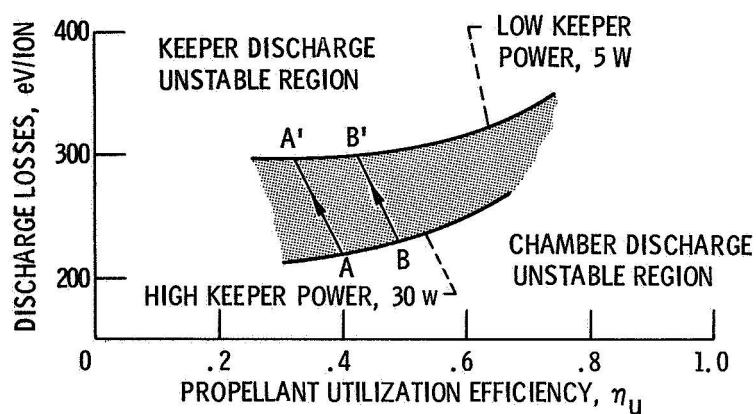 400
KEEPER DISCHARGE
UNSTABLE REGION
LOW KEEPER
POWER, 5 W
A' B'
300
DISCHARGE LOSSES, eV/ION
A B
CHAMBER DISCHARGE
UNSTABLE REGION
200
HIGH KEEPER POWER, 30 W
0 .2 .4 .6 .8 1.0
PROPELLANT UTILIZATION EFFICIENCY, ηu